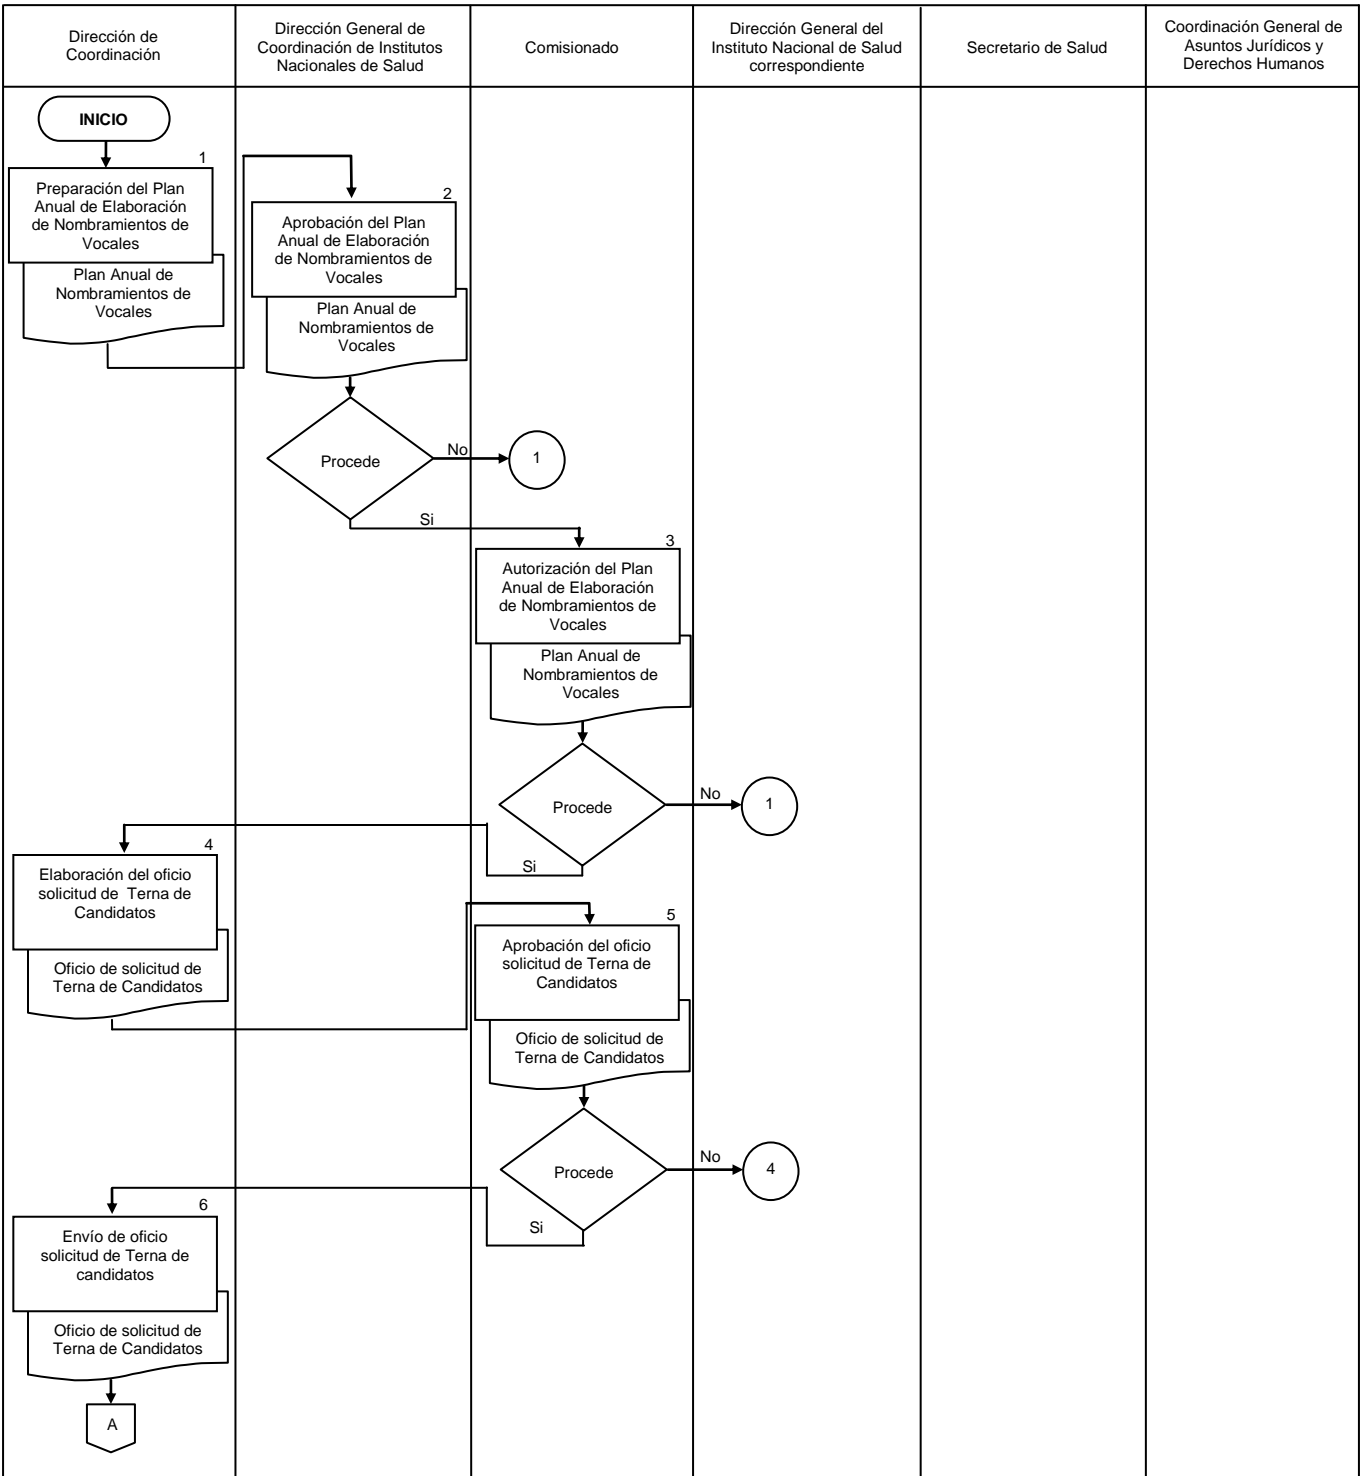 Dirección de
Coordinación
Dirección General de
Coordinación de Institutos
Nacionales de Salud
Comisionado
Dirección General del
Instituto Nacional de Salud
correspondiente
Secretario de Salud
Coordinación General de
Asuntos Jurídicos y
Derechos Humanos
INICIO
1
Preparación del Plan
Anual de Elaboración
de Nombramientos de
Vocales
Plan Anual de
Nombramientos de
Vocales
2
Aprobación del Plan
Anual de Elaboración
de Nombramientos de
Vocales
Plan Anual de
Nombramientos de
Vocales
Procede
No
1
Si
3
Autorización del Plan
Anual de Elaboración
de Nombramientos de
Vocales
Plan Anual de
Nombramientos de
Vocales
Procede
No
1
Si
4
Elaboración del oficio
solicitud de Terna de
Candidatos
Oficio de solicitud de
Terna de Candidatos
5
Aprobación del oficio
solicitud de Terna de
Candidatos
Oficio de solicitud de
Terna de Candidatos
Procede
No
4
Si
6
Envío de oficio
solicitud de Terna de
candidatos
Oficio de solicitud de
Terna de Candidatos
A